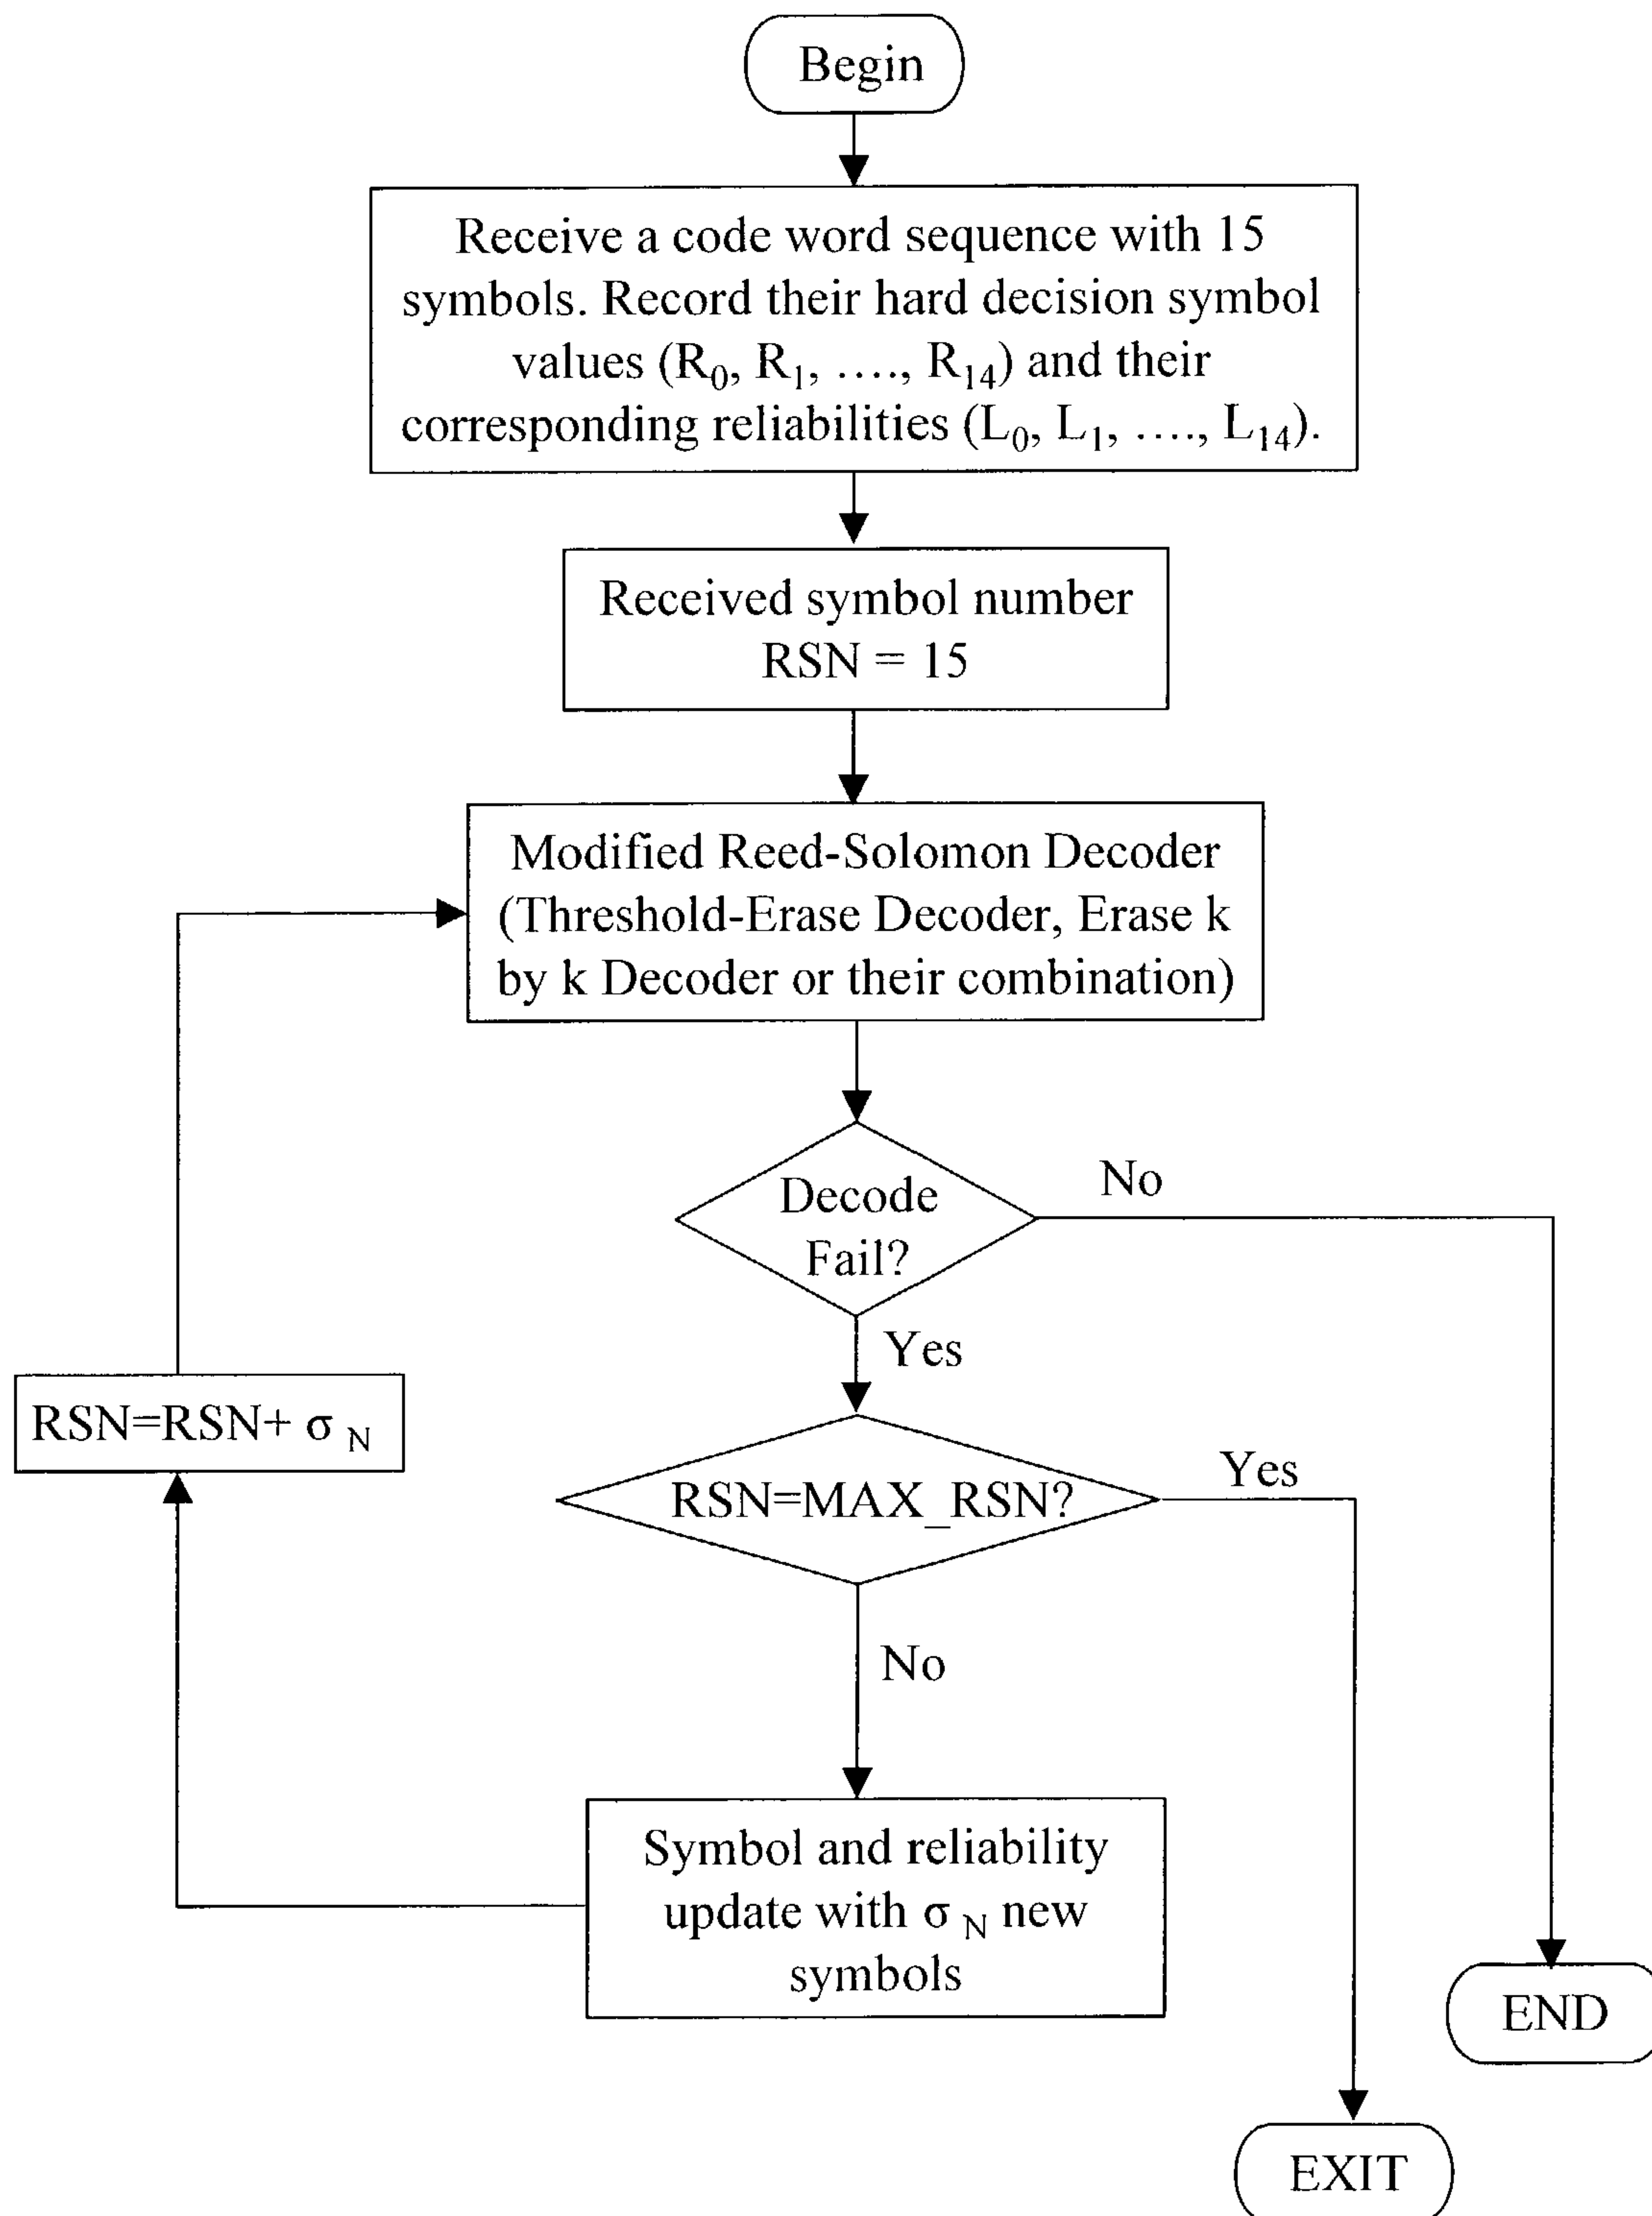 Begin
Receive a code word sequence with 15
symbols. Record their hard decision symbol
values (R₀, R₁, …., R₁₄) and their
corresponding reliabilities (L₀, L₁, …., L₁₄).
Received symbol number
RSN = 15
Modified Reed-Solomon Decoder
(Threshold-Erase Decoder, Erase k
by k Decoder or their combination)
Decode
Fail?
No
Yes
RSN=RSN+ σ N
RSN=MAX_RSN?
Yes
No
Symbol and reliability
update with σ N new
symbols
END
EXIT